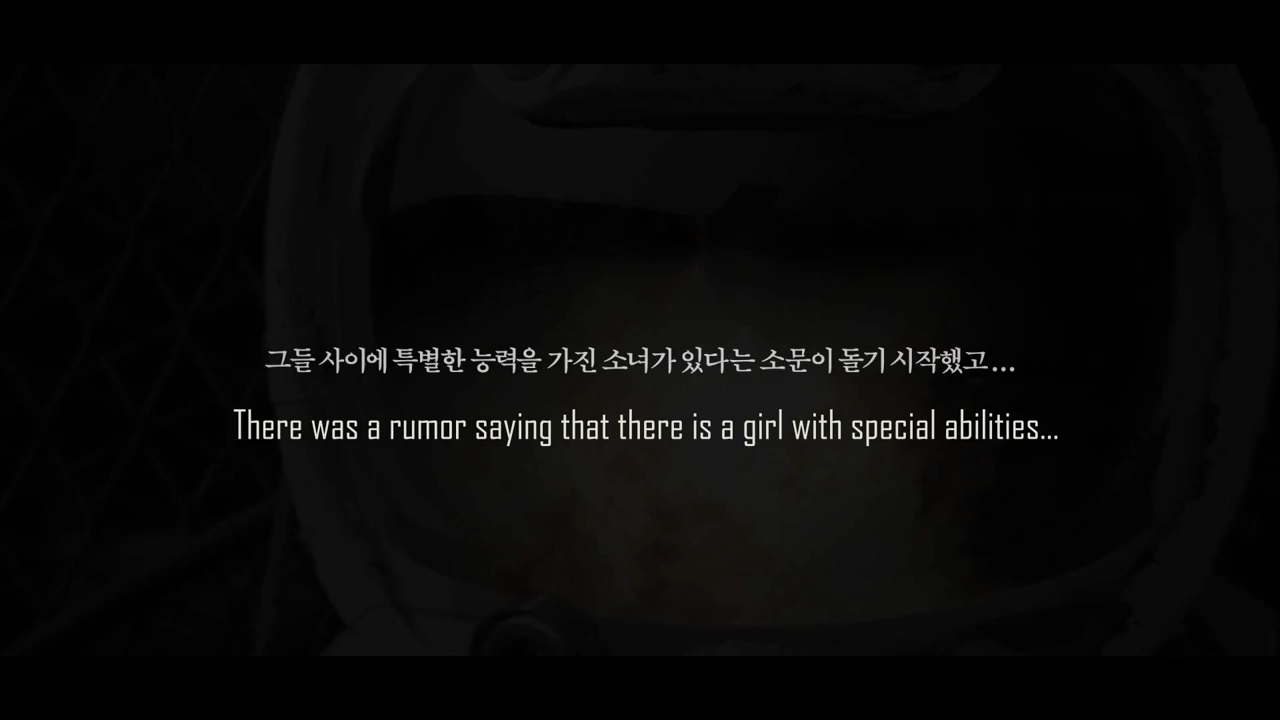 그들 사이에 특별한 능력을 가진 소녀가 있다는 소문이 돌기 시작했고...
There was a rumor saying that there is a girl with special abilities...